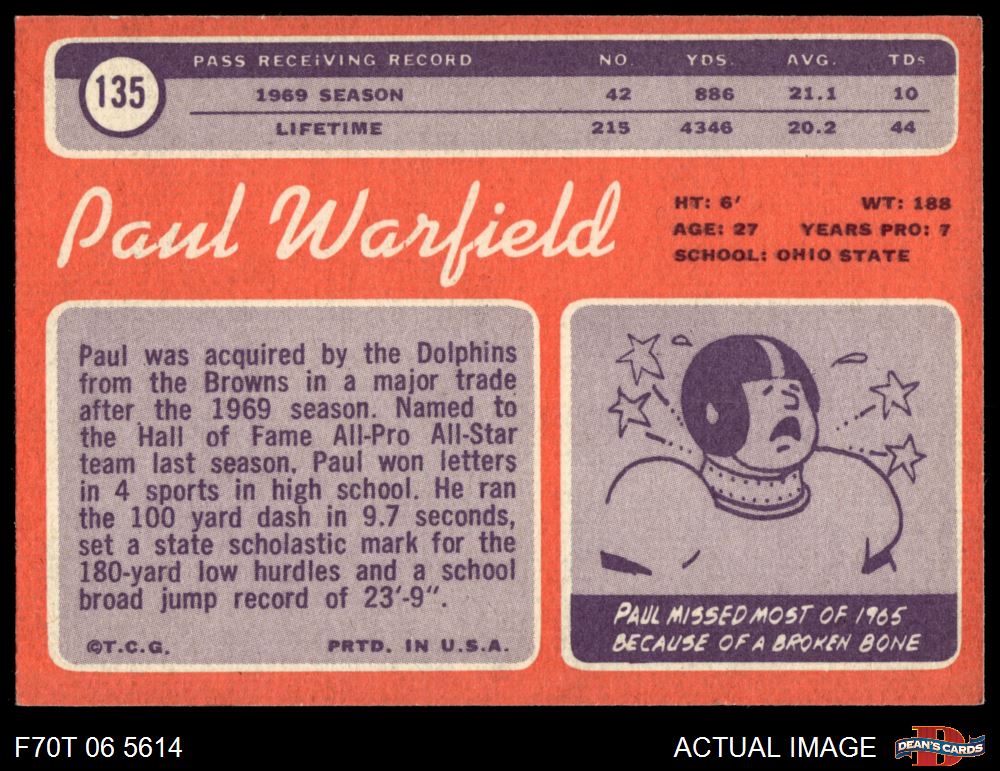 135
PASS RECEIVING RECORD NO. YDS. AVG. TDs
1969 SEASON 42 886 21.1 10
LIFETIME 215 4346 20.2 44
Paul Warfield
HT: 6' WT: 188
AGE: 27 YEARS PRO: 7
SCHOOL: OHIO STATE
Paul was acquired by the Dolphins
from the Browns in a major trade
after the 1969 season. Named to
the Hall of Fame All-Pro All-Star
team last season, Paul won letters
in 4 sports in high school. He ran
the 100 yard dash in 9.7 seconds,
set a state scholastic mark for the
180-yard low hurdles and a school
broad jump record of 23'-9".
©T.C.G. PRTD. IN U.S.A.
PAUL MISSED MOST OF 1965
BECAUSE OF A BROKEN BONE
F70T 06 5614
ACTUAL IMAGE
D
DEAN'S CARDS